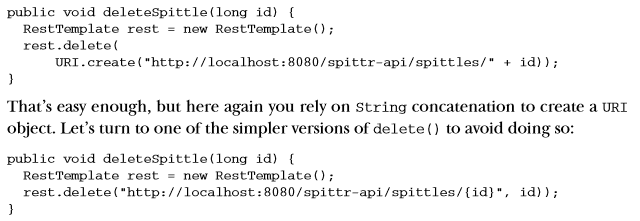 public void deleteSpittle(long id) {
  RestTemplate rest = new RestTemplate();
  rest.delete(
      URI.create("http://localhost:8080/spittr-api/spittles/" + id));
}
That's easy enough, but here again you rely on String concatenation to create a URI
object. Let's turn to one of the simpler versions of delete() to avoid doing so:
public void deleteSpittle(long id) {
  RestTemplate rest = new RestTemplate();
  rest.delete("http://localhost:8080/spittr-api/spittles/{id}", id));
}